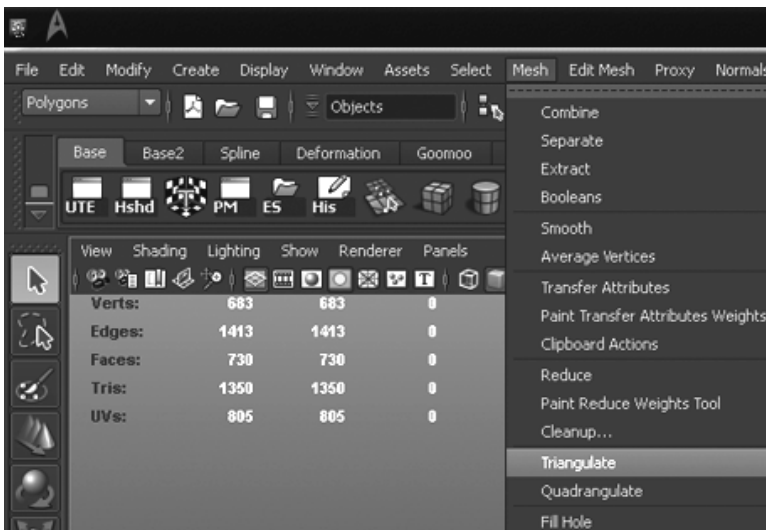 File Edit Modify Create Display Window Assets Select Mesh Edit Mesh Proxy Normals
Polygons Objects
Base Base2 Spline Deformation Goomoo
UTE Hshd T PM ES His
View Shading Lighting Show Renderer Panels
T
Verts: 683 683 0
Edges: 1413 1413 0
Faces: 730 730 0
Tris: 1350 1350 0
UVs: 805 805 0
Combine
Separate
Extract
Booleans
Smooth
Average Vertices
Transfer Attributes
Paint Transfer Attributes Weights
Clipboard Actions
Reduce
Paint Reduce Weights Tool
Cleanup...
Triangulate
Quadrangulate
Fill Hole